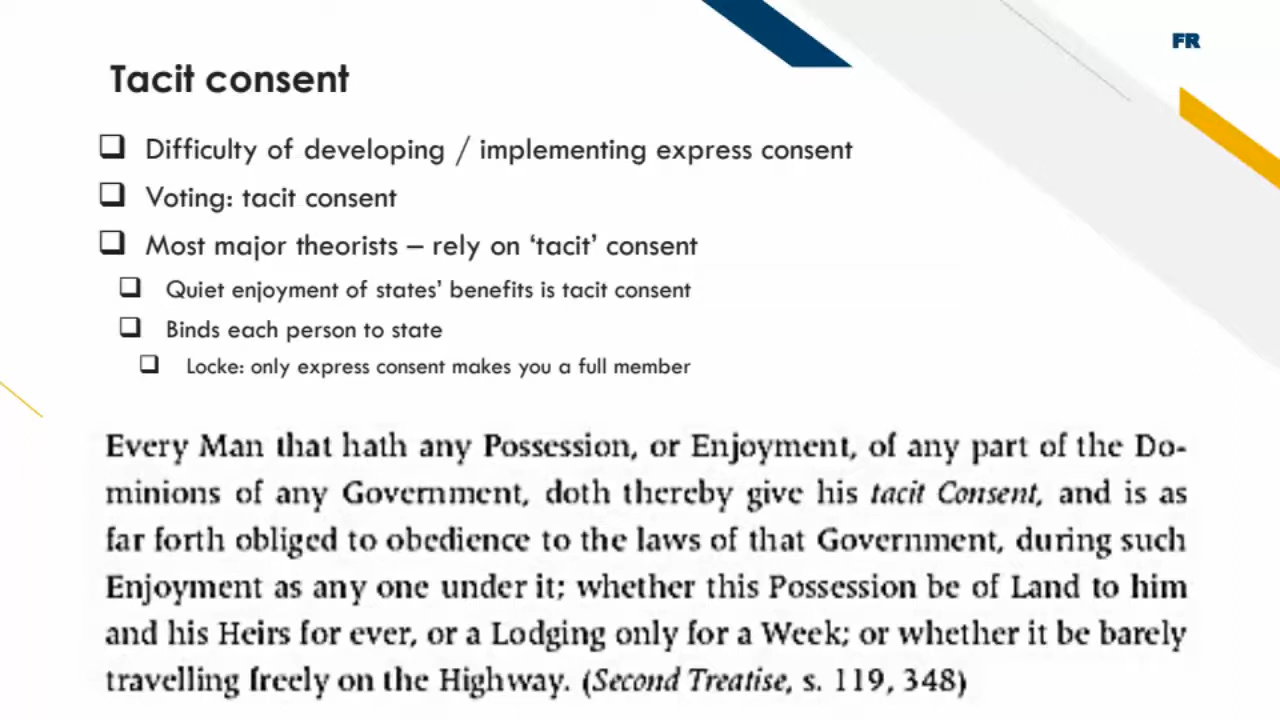 FR
Tacit consent
❑ Difficulty of developing / implementing express consent
❑ Voting: tacit consent
❑ Most major theorists – rely on ‘tacit’ consent
❑ Quiet enjoyment of states’ benefits is tacit consent
❑ Binds each person to state
❑ Locke: only express consent makes you a full member
Every Man that hath any Possession, or Enjoyment, of any part of the Do-
minions of any Government, doth thereby give his tacit Consent, and is as
far forth obliged to obedience to the laws of that Government, during such
Enjoyment as any one under it; whether this Possession be of Land to him
and his Heirs for ever, or a Lodging only for a Week; or whether it be barely
travelling freely on the Highway. (Second Treatise, s. 119, 348)